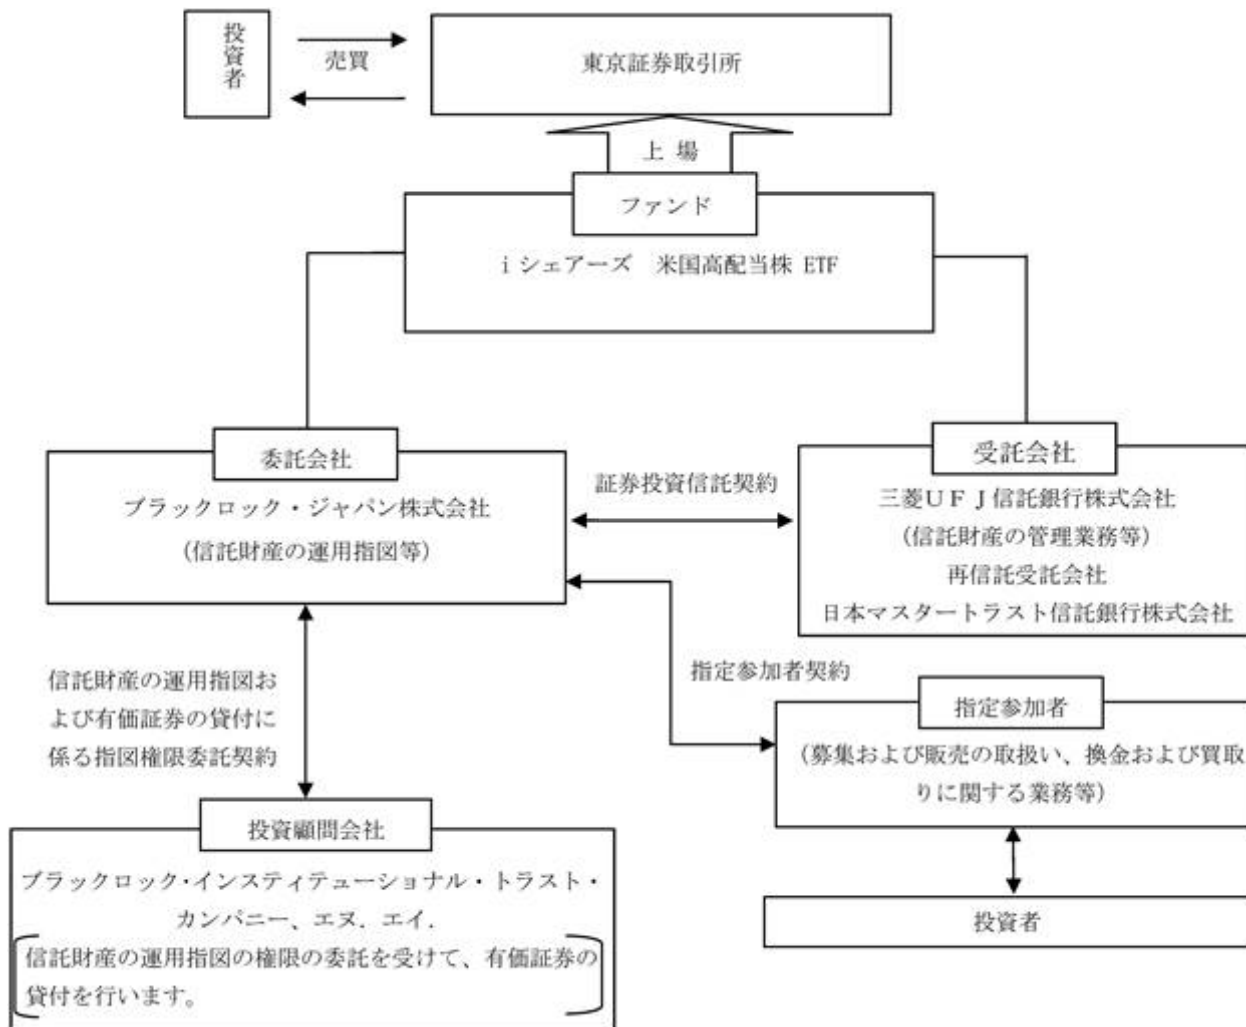 投資者
売買
東京証券取引所
上 場
ファンド
i シェアーズ　米国高配当株 ETF
委託会社
ブラックロック・ジャパン株式会社
(信託財産の運用指図等)
証券投資信託契約
受託会社
三菱ＵＦＪ信託銀行株式会社
(信託財産の管理業務等)
再信託受託会社
日本マスタートラスト信託銀行株式会社
信託財産の運用指図お
よび有価証券の貸付に
係る指図権限委託契約
指定参加者契約
指定参加者
(募集および販売の取扱い、換金および買取
りに関する業務等)
投資顧問会社
ブラックロック・インスティテューショナル・トラスト・
カンパニー、エヌ．エイ．
信託財産の運用指図の権限の委託を受けて、有価証券の
貸付を行います。
投資者